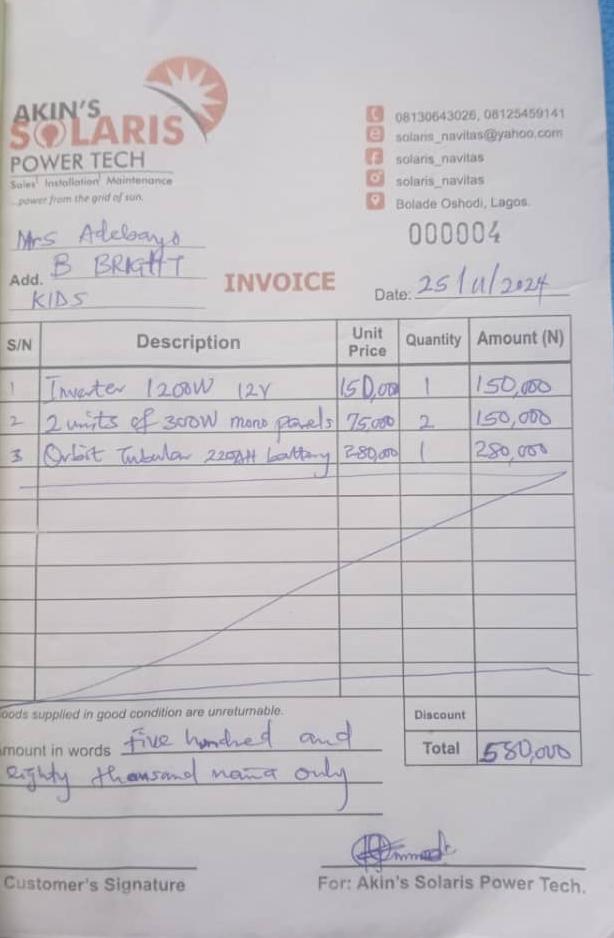 AKIN'S
SOLARIS
POWER TECH
Sales Installation Maintenance
...power from the grid of sun.
08130643026, 08125459141
solaris_navitas@yahoo.com
solaris_navitas
solaris_navitas
Bolade Oshodi, Lagos.
000004
Mrs Adebayo
Add. B BRIGHT
KIDS
INVOICE
Date: 25/11/2024
S/N Description Unit Price Quantity Amount (N)
1 Inverter 1200W 12V 150,000 1 150,000
2 2 units of 300W mono panels 75000 2 150,000
3 Orbit Tubular 220AH battery 280,000 1 280,000
oods supplied in good condition are unreturnable.
Discount
mount in words five hundred and
eighty thousand naira only
Total 580,000
Customer's Signature
For: Akin's Solaris Power Tech.